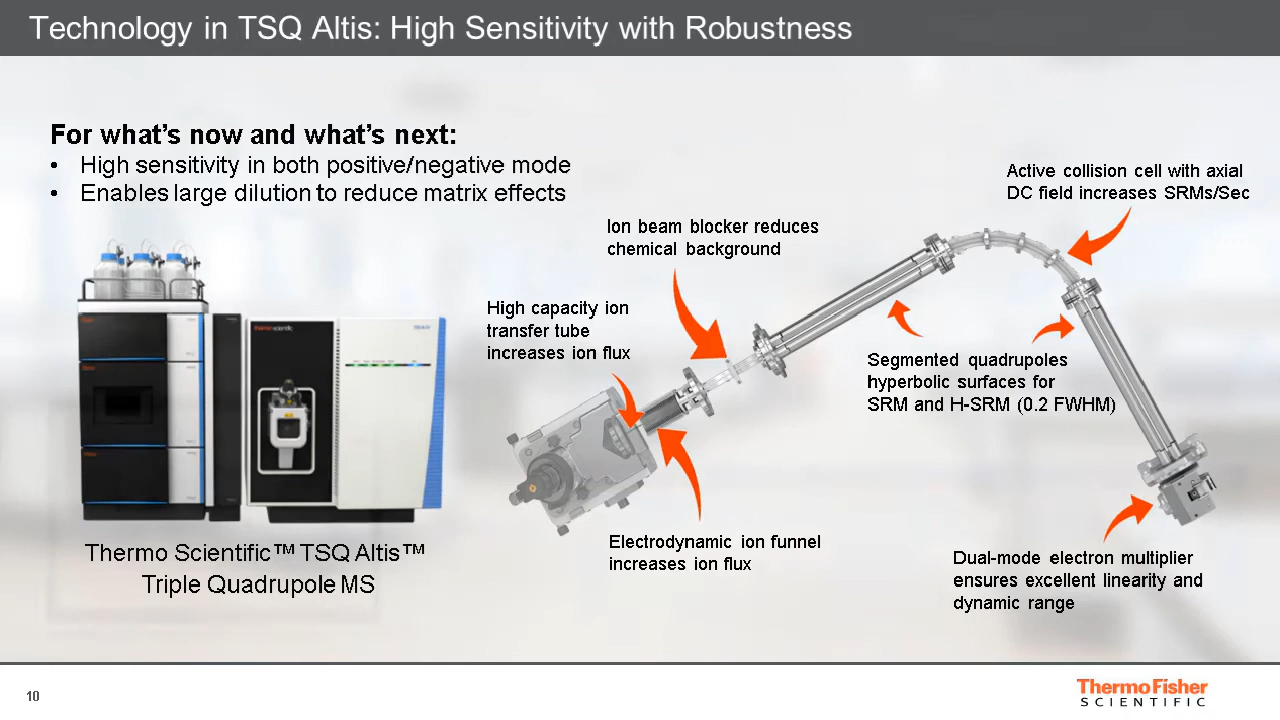 Technology in TSQ Altis: High Sensitivity with Robustness
For what's now and what's next:
• High sensitivity in both positive/negative mode
• Enables large dilution to reduce matrix effects
Active collision cell with axial
DC field increases SRMs/Sec
Ion beam blocker reduces
chemical background
High capacity ion
transfer tube
increases ion flux
Segmented quadrupoles
hyperbolic surfaces for
SRM and H-SRM (0.2 FWHM)
thermo scientific
Electrodynamic ion funnel
increases ion flux
Dual-mode electron multiplier
ensures excellent linearity and
dynamic range
Thermo Scientific™ TSQ Altis™
Triple Quadrupole MS
10
ThermoFisher
SCIENTIFIC